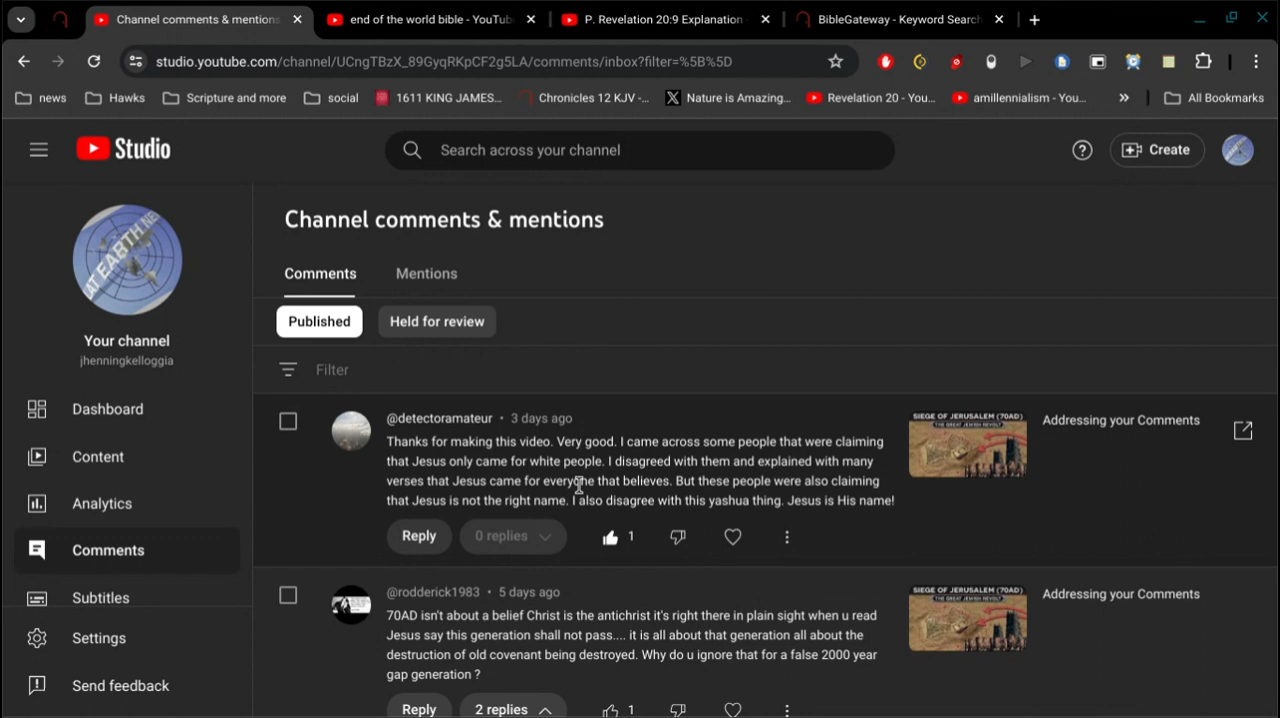 Channel comments & mentions
end of the world bible - YouTub
P. Revelation 20:9 Explanation
BibleGateway - Keyword Search
studio.youtube.com/channel/UCngTBzX_89GyqRKpCF2g5LA/comments/inbox?filter=%5B%5D
news
Hawks
Scripture and more
social
1611 KING JAMES...
Chronicles 12 KJV -...
Nature is Amazing...
Revelation 20 - You...
amillennialism - You...
All Bookmarks
Studio
Search across your channel
Create
AT EARTH.NE
Your channel
jhenningkelloggia
Dashboard
Content
Analytics
Comments
Subtitles
Settings
Send feedback
Channel comments & mentions
Comments
Mentions
Published
Held for review
Filter
@detectoramateur • 3 days ago
Thanks for making this video. Very good. I came across some people that were claiming
that Jesus only came for white people. I disagreed with them and explained with many
verses that Jesus came for everyone that believes. But these people were also claiming
that Jesus is not the right name. I also disagree with this yashua thing. Jesus is His name!
Reply
0 replies
1
SIEGE OF JERUSALEM (70AD)
THE GREAT JEWISH REVOLT
Addressing your Comments
@rodderick1983 • 5 days ago
70AD isn't about a belief Christ is the antichrist it's right there in plain sight when u read
Jesus say this generation shall not pass.... it is all about that generation all about the
destruction of old covenant being destroyed. Why do u ignore that for a false 2000 year
gap generation ?
Reply
2 replies
1
SIEGE OF JERUSALEM (70AD)
THE GREAT JEWISH REVOLT
Addressing your Comments